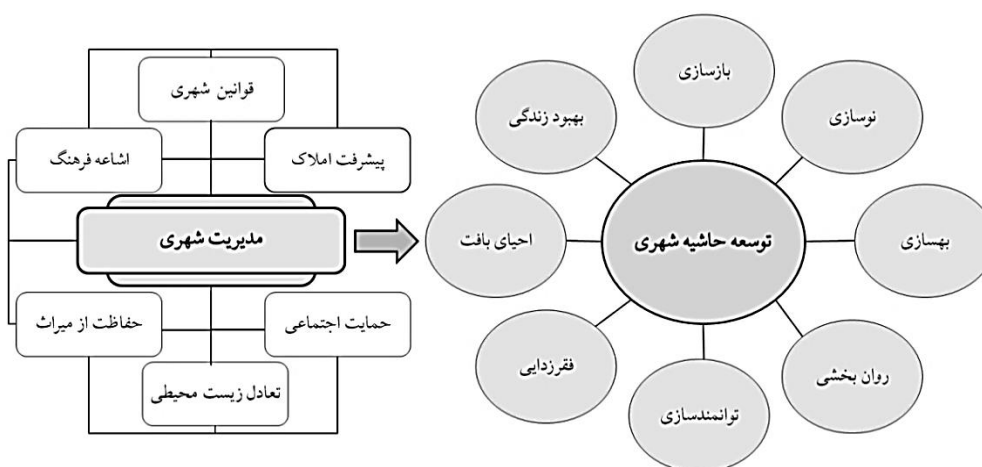 قوانین شهری
اشاعه فرهنگ
پیشرفت املاک
مدیریت شهری
حفاظت از میراث
حمایت اجتماعی
تعادل زیست محیطی
بازسازی
نوسازی
بهبود زندگی
بهسازی
احیای بافت
توسعه حاشیه شهری
روان بخشی
فقرزدایی
توانمندسازی